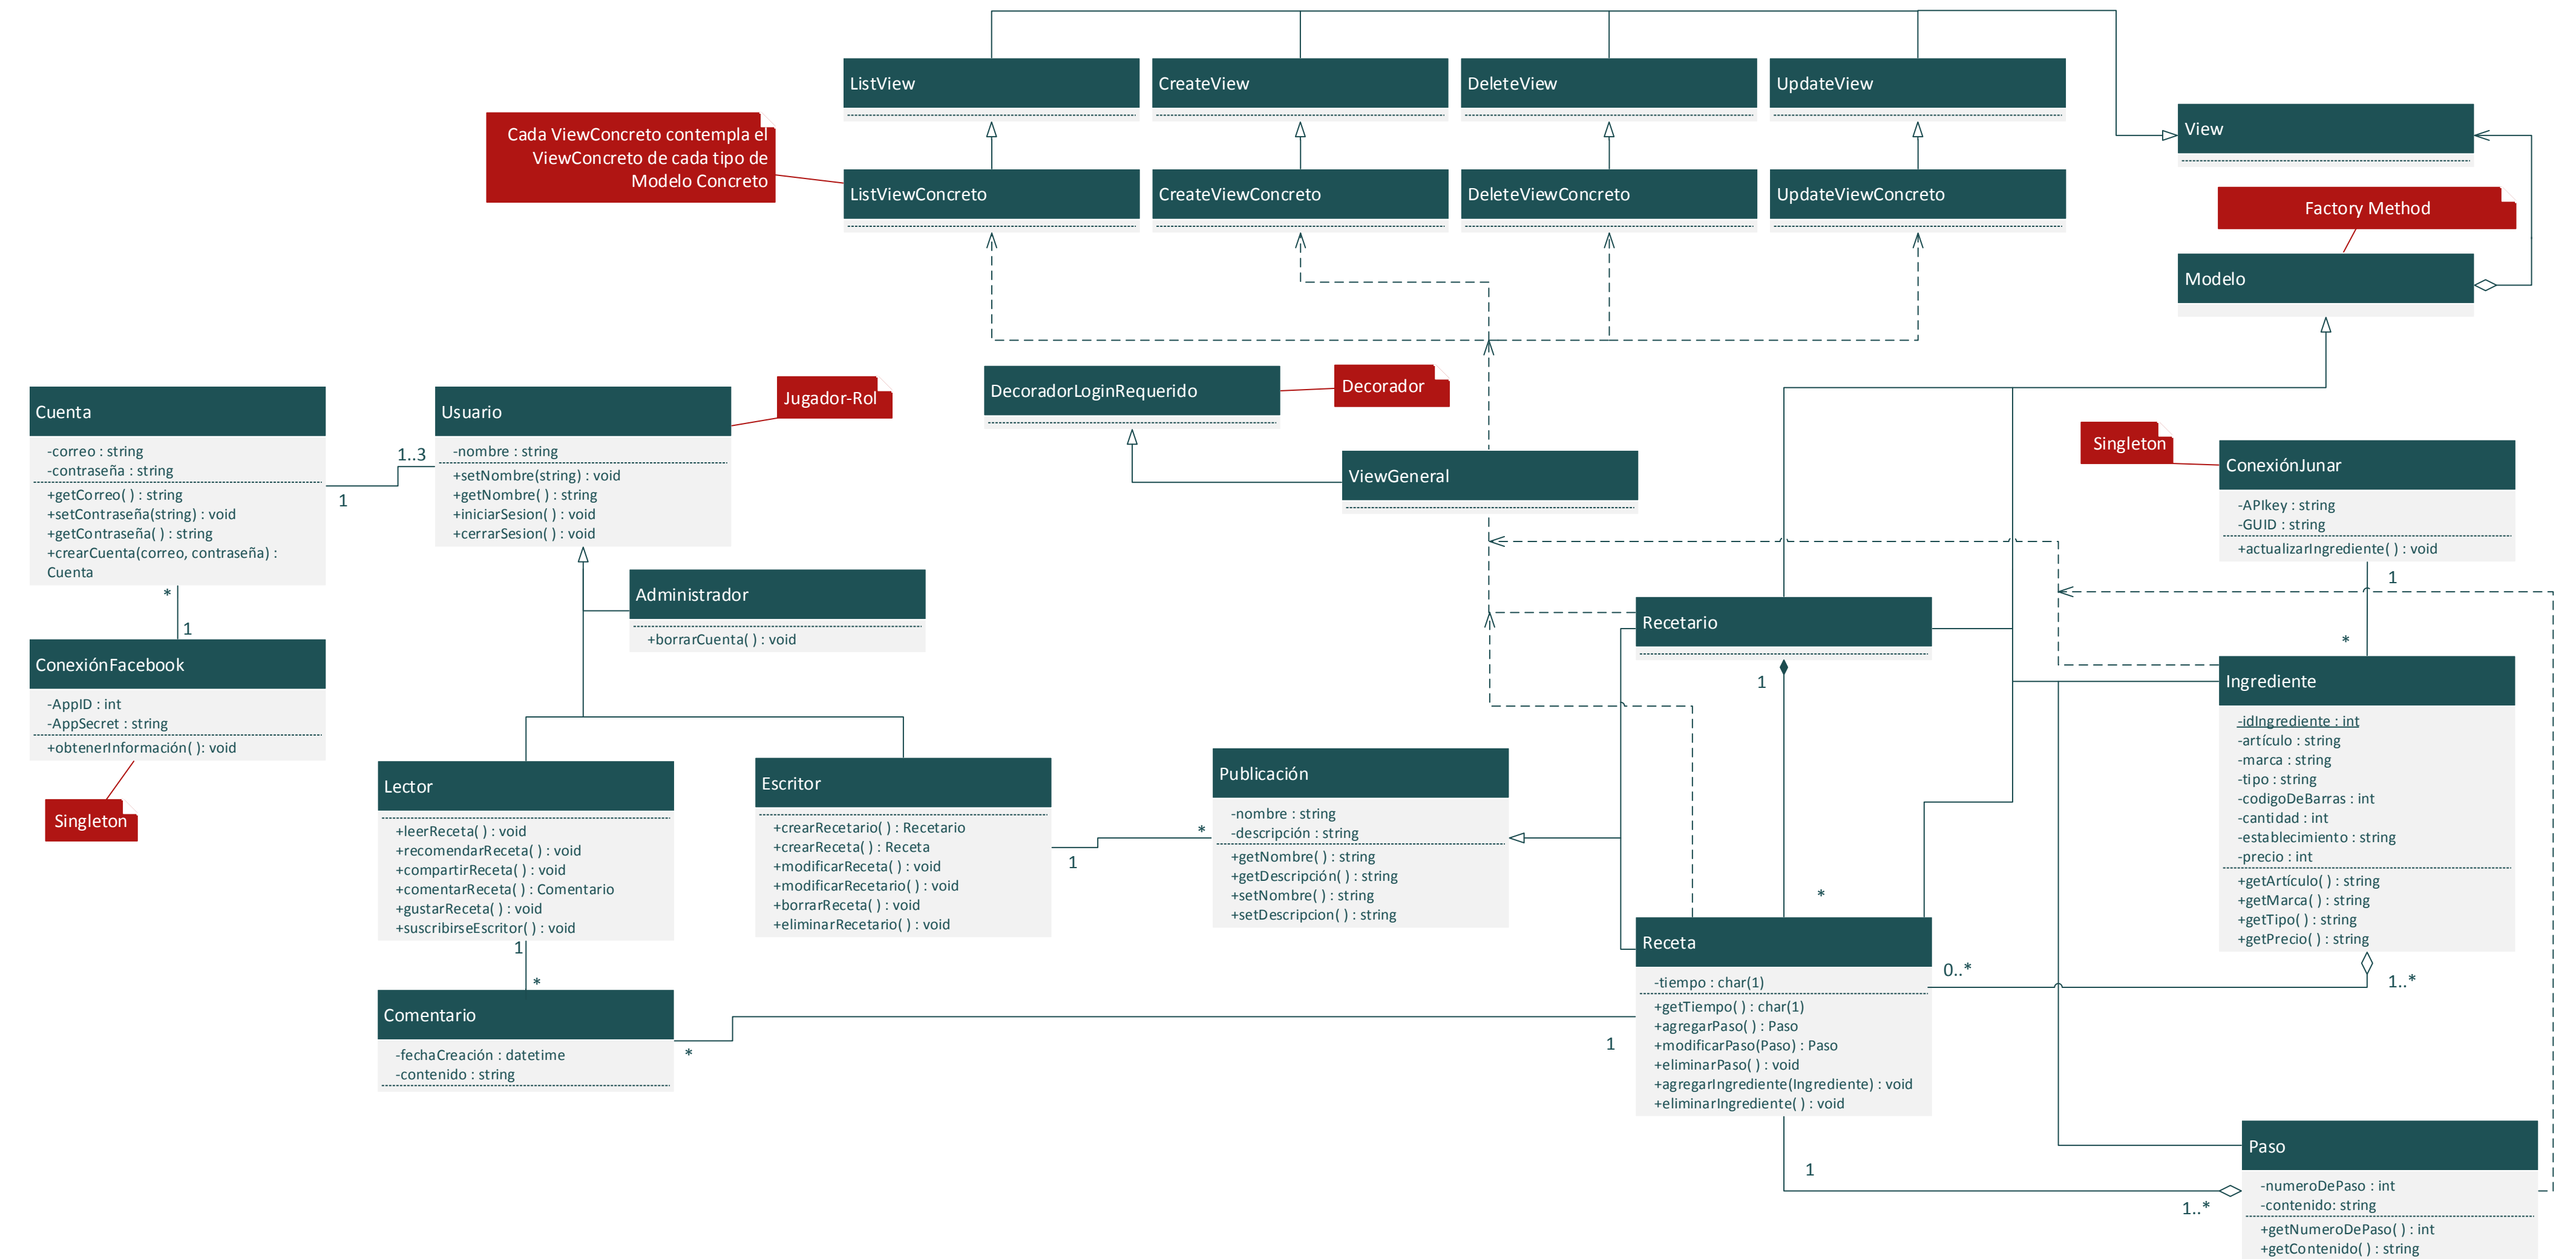 ListView
CreateView
DeleteView
UpdateView
View
Cada ViewConcreto contempla el
ViewConcreto de cada tipo de
Modelo Concreto
ListViewConcreto
CreateViewConcreto
DeleteViewConcreto
UpdateViewConcreto
Factory Method
Modelo
Cuenta
-correo : string
-contraseña : string
+getCorreo( ) : string
+setContraseña(string) : void
+getContraseña( ) : string
+crearCuenta(correo, contraseña) :
Cuenta
1
1..3
Usuario
-nombre : string
+setNombre(string) : void
+getNombre( ) : string
+iniciarSesion( ) : void
+cerrarSesion( ) : void
Jugador-Rol
DecoradorLoginRequerido
Decorador
ViewGeneral
Singleton
ConexiónJunar
-APIkey : string
-GUID : string
+actualizarIngrediente( ) : void
1
*
*
1
ConexiónFacebook
-AppID : int
-AppSecret : string
+obtenerInformación( ): void
Singleton
Administrador
+borrarCuenta( ) : void
Recetario
1
*
Ingrediente
-idIngrediente : int
-artículo : string
-marca : string
-tipo : string
-codigoDeBarras : int
-cantidad : int
-establecimiento : string
-precio : int
+getArtículo( ) : string
+getMarca( ) : string
+getTipo( ) : string
+getPrecio( ) : string
Lector
+leerReceta( ) : void
+recomendarReceta( ) : void
+compartirReceta( ) : void
+comentarReceta( ) : Comentario
+gustarReceta( ) : void
+suscribirseEscritor( ) : void
1
*
Escritor
+crearRecetario( ) : Recetario
+crearReceta( ) : Receta
+modificarReceta( ) : void
+modificarRecetario( ) : void
+borrarReceta( ) : void
+eliminarRecetario( ) : void
1
*
Publicación
-nombre : string
-descripción : string
+getNombre( ) : string
+getDescripción( ) : string
+setNombre( ) : string
+setDescripcion( ) : string
Receta
-tiempo : char(1)
+getTiempo( ) : char(1)
+agregarPaso( ) : Paso
+modificarPaso(Paso) : Paso
+eliminarPaso( ) : void
+agregarIngrediente(Ingrediente) : void
+eliminarIngrediente( ) : void
0..*
1..*
Comentario
-fechaCreación : datetime
-contenido : string
*
1
1
1..*
Paso
-numeroDePaso : int
-contenido: string
+getNumeroDePaso( ) : int
+getContenido( ) : string